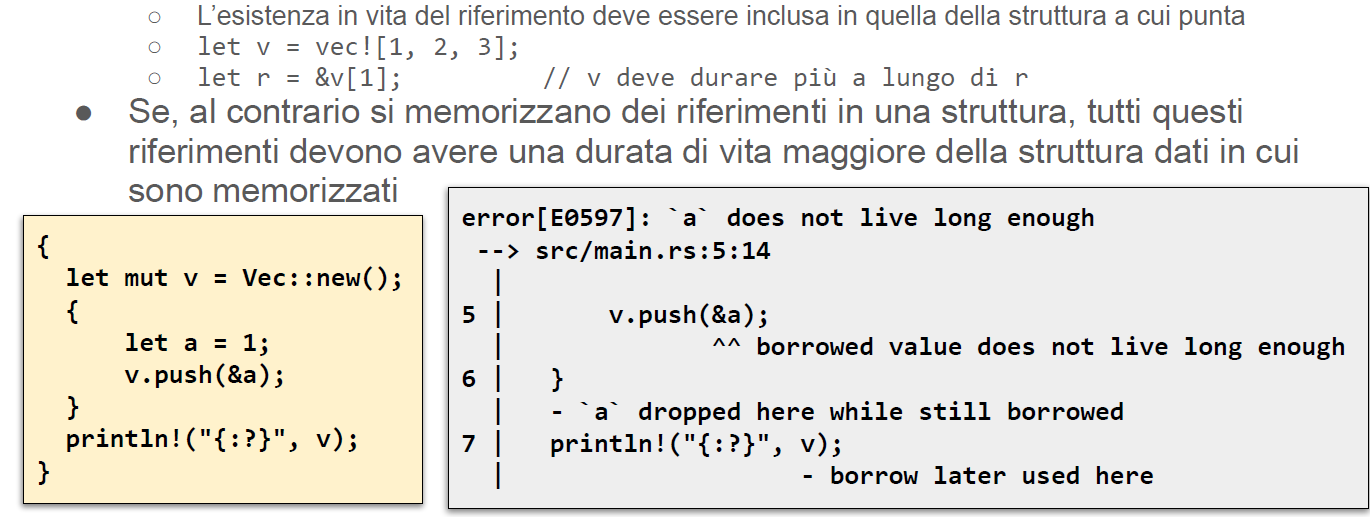 ○ L’esistenza in vita del riferimento deve essere inclusa in quella della struttura a cui punta
○ let v = vec![1, 2, 3];
○ let r = &v[1];          // v deve durare più a lungo di r
● Se, al contrario si memorizzano dei riferimenti in una struttura, tutti questi
riferimenti devono avere una durata di vita maggiore della struttura dati in cui
sono memorizzati
{
  let mut v = Vec::new();
  {
      let a = 1;
      v.push(&a);
  }
  println!("{:?}", v);
}
error[E0597]: `a` does not live long enough
 --> src/main.rs:5:14
  |
5 |       v.push(&a);
  |              ^^ borrowed value does not live long enough
6 |   }
  |   - `a` dropped here while still borrowed
7 |   println!("{:?}", v);
  |                    - borrow later used here